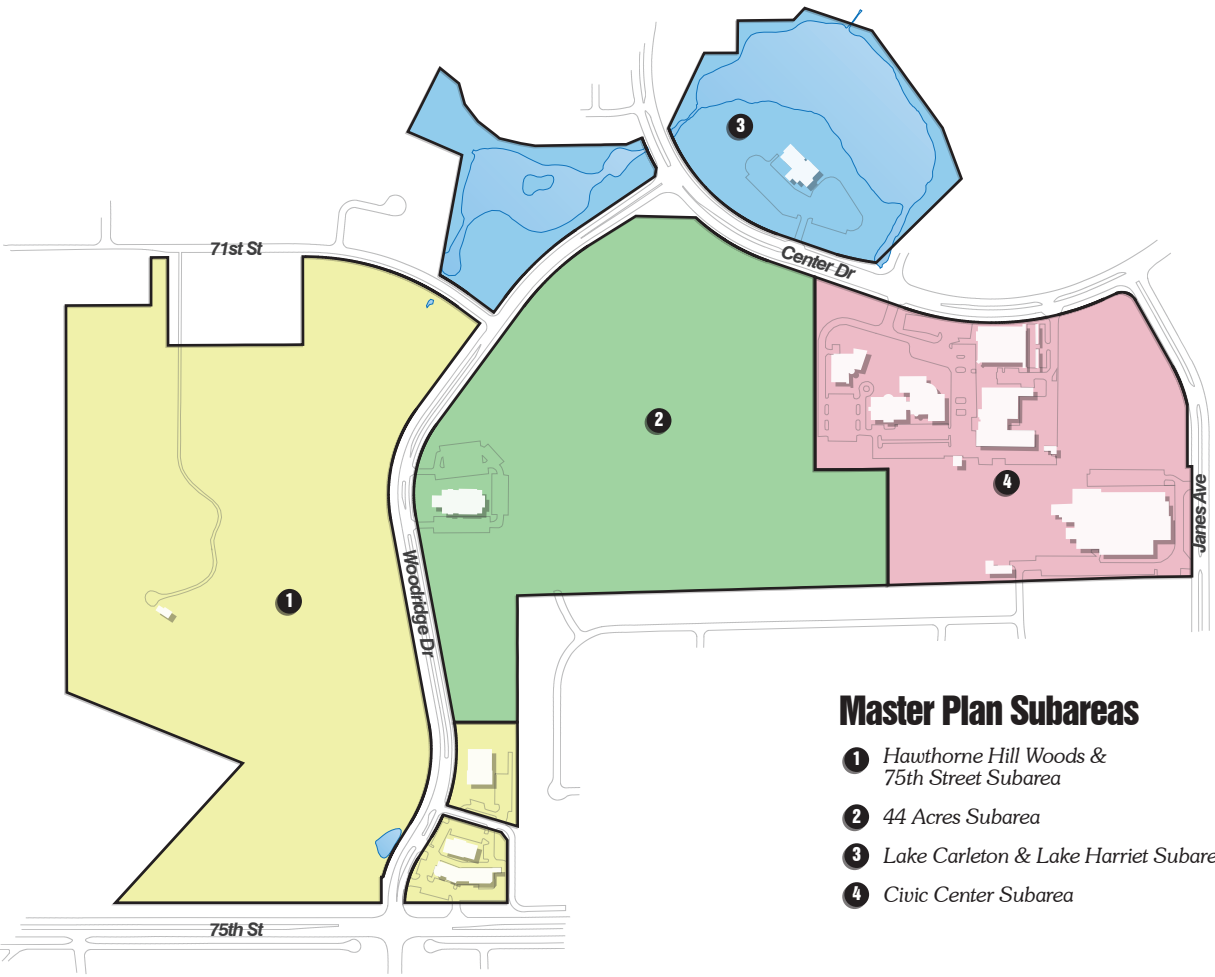 3
71st St
Center Dr
2
4
Janes Ave
Woodridge Dr
1
Master Plan Subareas
1 Hawthorne Hill Woods &
75th Street Subarea
2 44 Acres Subarea
3 Lake Carleton & Lake Harriet Subare
4 Civic Center Subarea
75th St